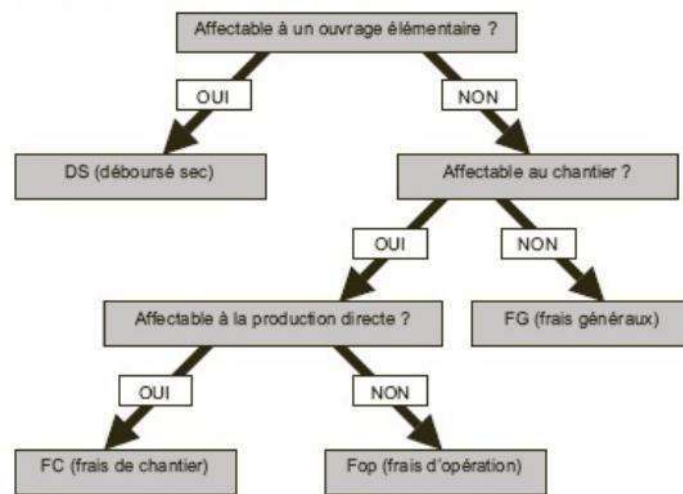 Affectable à un ouvrage élémentaire ?
OUI
NON
DS (déboursé sec)
Affectable au chantier ?
OUI
NON
Affectable à la production directe ?
FG (frais généraux)
OUI
NON
FC (frais de chantier)
Fop (frais d'opération)